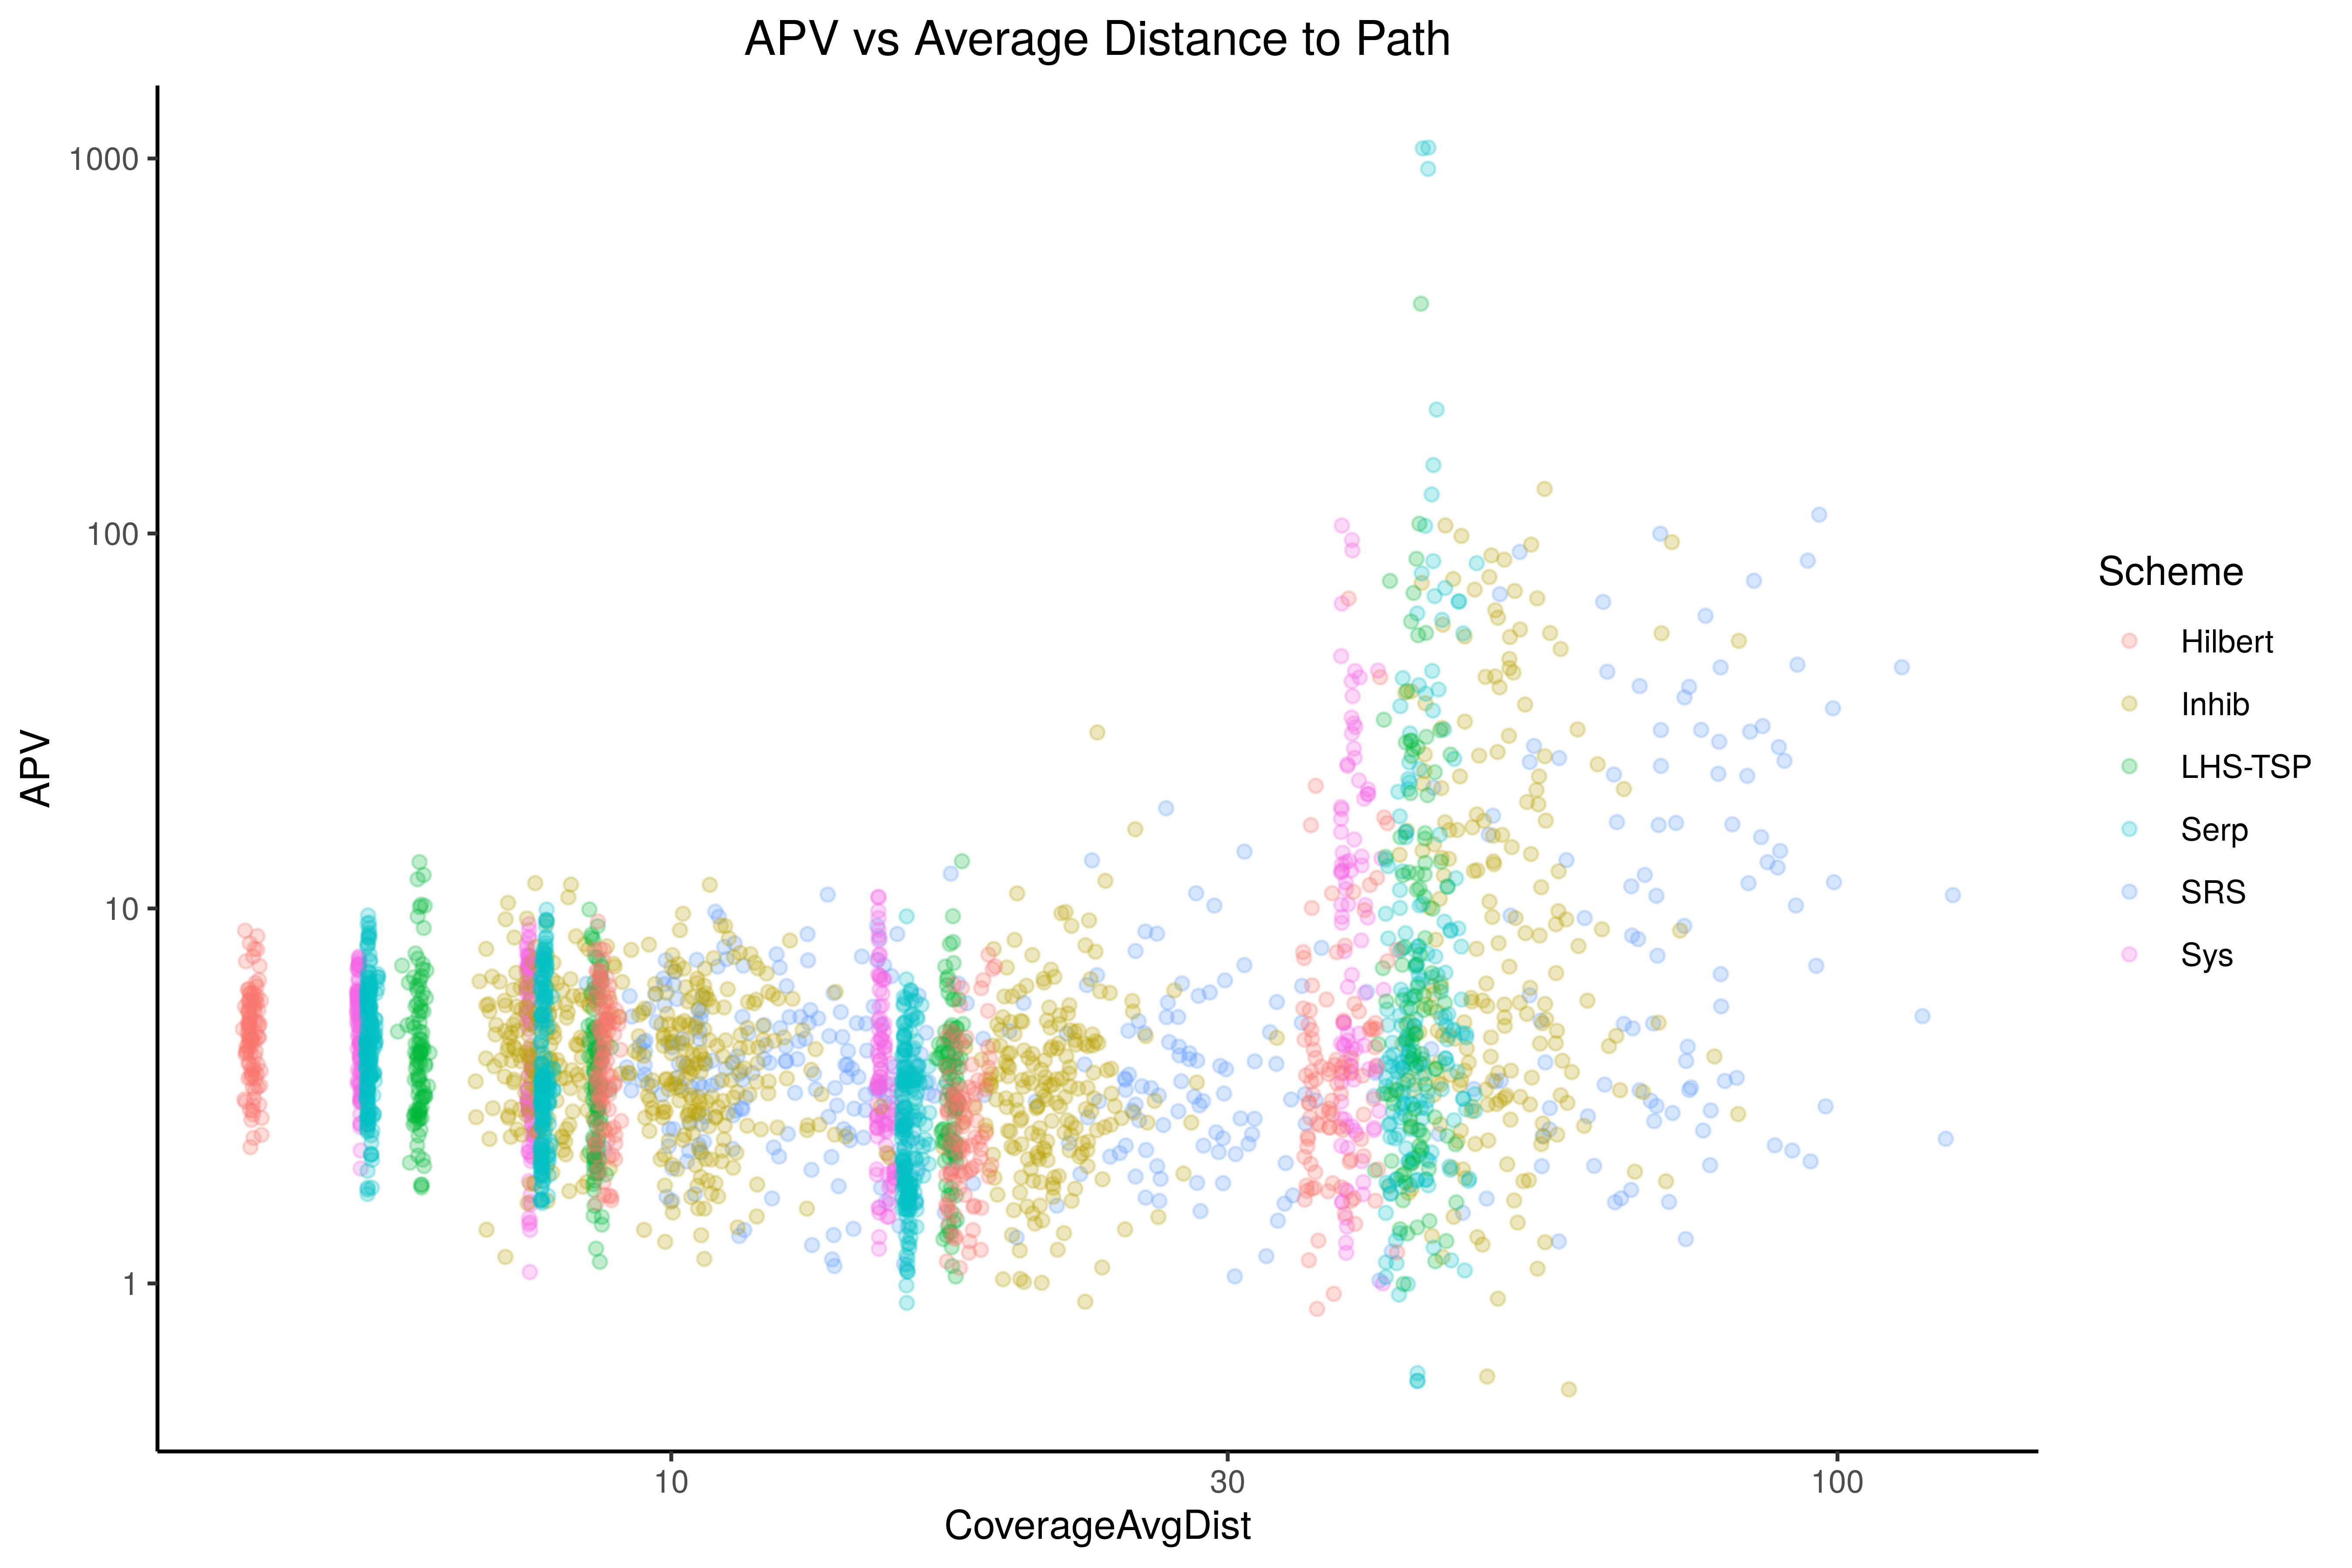 APV vs Average Distance to Path
1000
100
10
1
APV
10
30
100
CoverageAvgDist
Scheme
Hilbert
Inhib
LHS-TSP
Serp
SRS
Sys